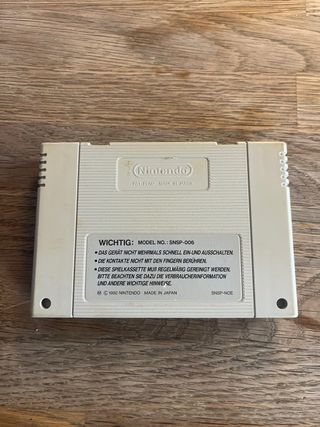 Nintendo
WICHTIG: MODEL NO.: SNSP-006
• DAS GERÄT NICHT MEHRMALS SCHNELL EIN-UND AUSSCHALTEN.
• DIE KONTAKTE NICHT MIT DEN FINGERN BERÜHREN.
• DIESE SPIELKASSETTE MUß REGELMÄßIG GEREINIGT WERDEN.
BITTE BEACHTEN SIE DAZU DIE VERBRAUCHERINFORMATION
UND ANDERE WICHTIGE HINWEISE.
Ⓜ © 1992 NINTENDO MADE IN JAPAN SNSP-NOE